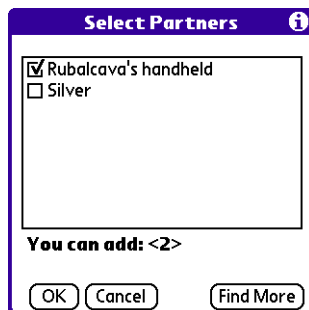 Select Partners
Rubalcava's handheld
Silver
You can add: <2>
OK Cancel Find More